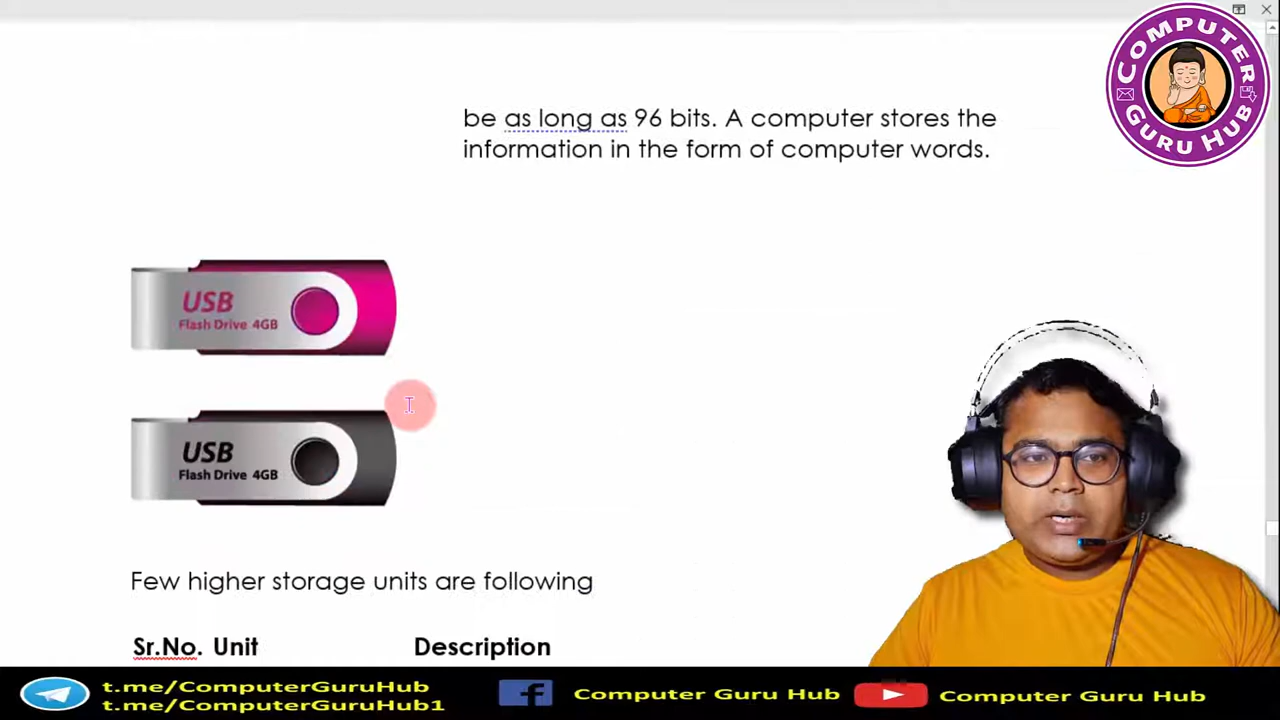 COMPUTER
GURU HUB
be as long as 96 bits. A computer stores the
information in the form of computer words.
USB
Flash Drive 4GB
USB
Flash Drive 4GB
Few higher storage units are following
Sr.No. Unit Description
t.me/ComputerGuruHub
t.me/ComputerGuruHub1
Computer Guru Hub
Computer Guru Hub